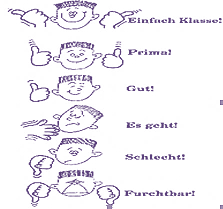 Einfach Klasse!
Prima!
Gut!
Es geht!
Schlecht!
Furchtbar!